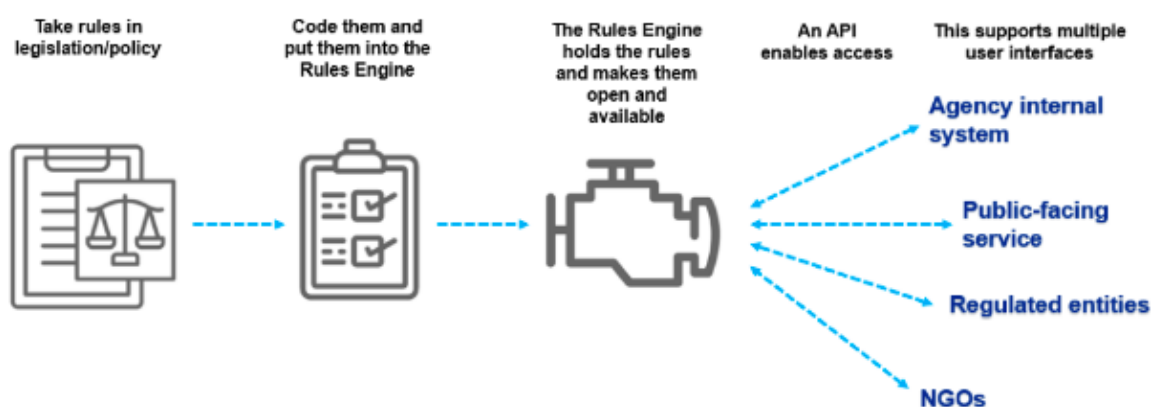 Take rules in
legislation/policy
Code them and
put them into the
Rules Engine
The Rules Engine
holds the rules
and makes them
open and
available
An API
enables access
This supports multiple
user interfaces
Agency internal
system
Public-facing
service
Regulated entities
NGOs